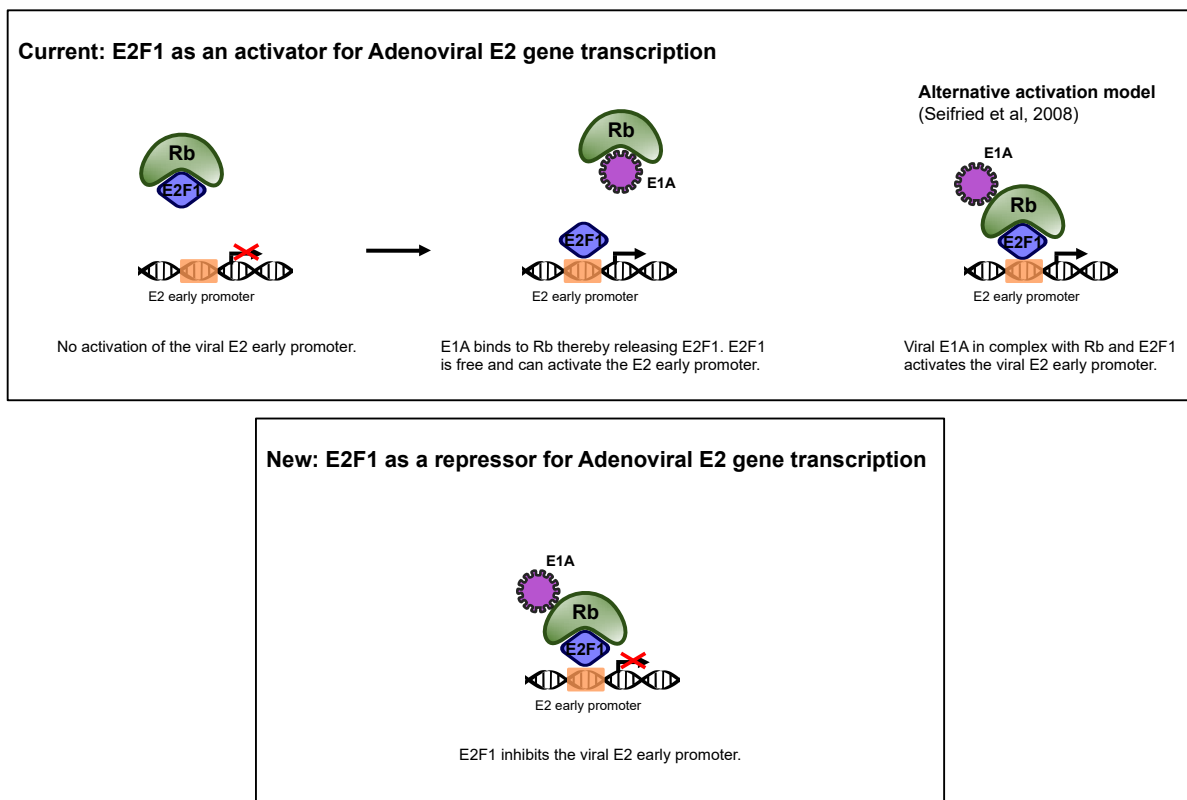 Current: E2F1 as an activator for Adenoviral E2 gene transcription
Rb
E2F1
E2 early promoter
No activation of the viral E2 early promoter.
Rb
E1A
E2F1
E2 early promoter
E1A binds to Rb thereby releasing E2F1. E2F1
is free and can activate the E2 early promoter.
Alternative activation model
(Seifried et al, 2008)
E1A
Rb
E2F1
E2 early promoter
Viral E1A in complex with Rb and E2F1
activates the viral E2 early promoter.
New: E2F1 as a repressor for Adenoviral E2 gene transcription
E1A
Rb
E2F1
E2 early promoter
E2F1 inhibits the viral E2 early promoter.